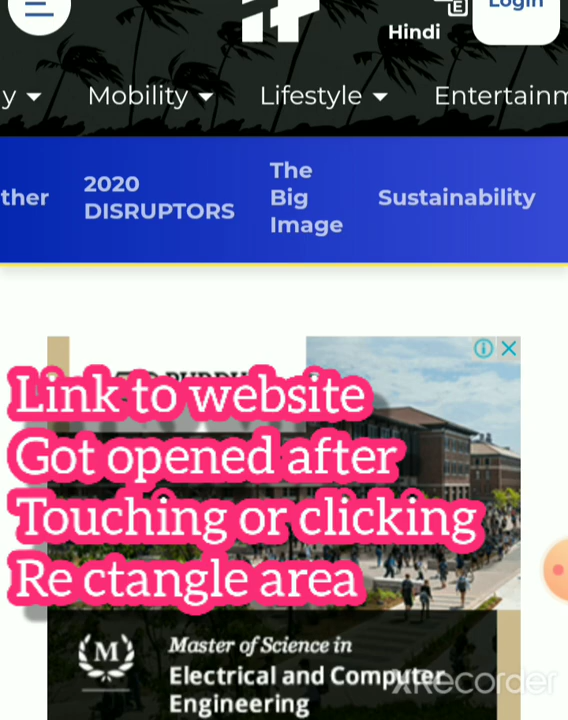 Login
Hindi
y Mobility Lifestyle Entertainm
ther
2020
DISRUPTORS
The
Big
Image
Sustainability
Link to website
Got opened after
Touching or clicking
Re ctangle area
M
Master of Science in
Electrical and Computer
Engineering
XRecorder